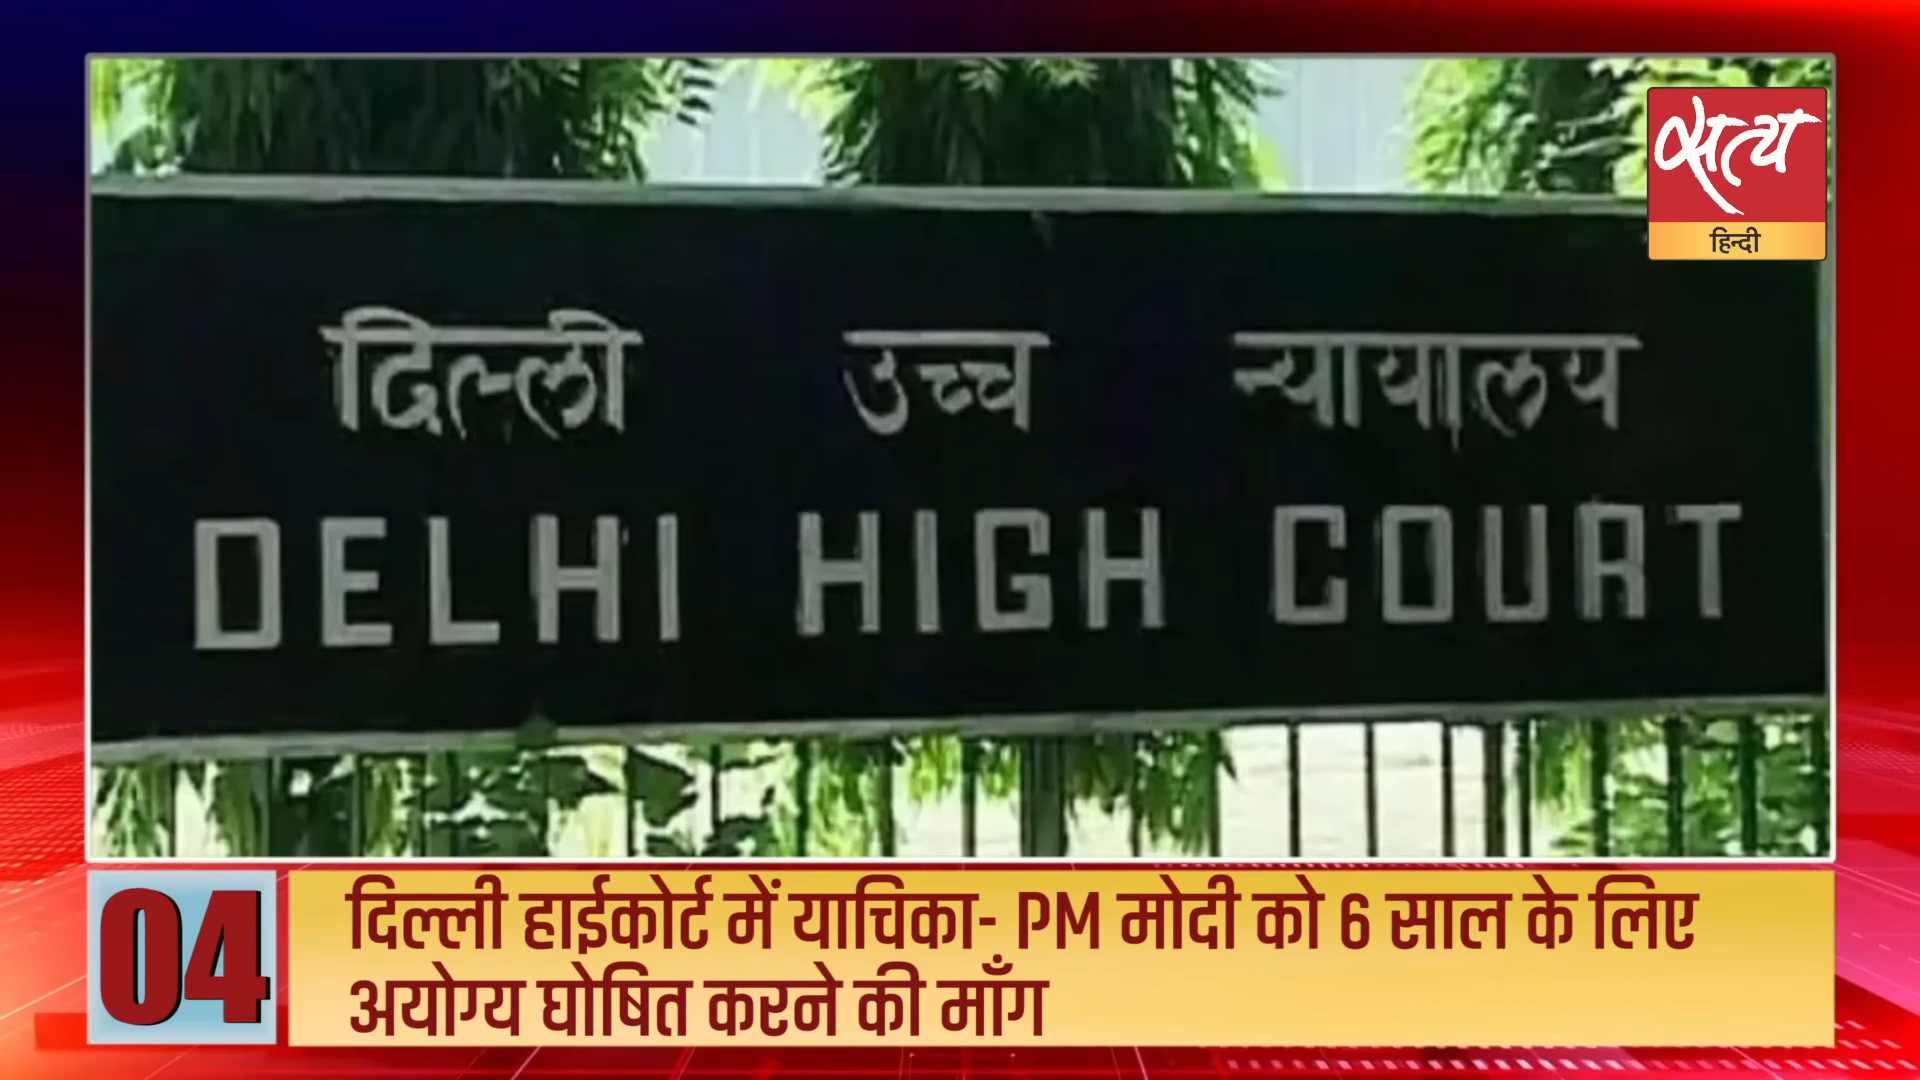 सत्य
हिन्दी
दिल्ली उच्च न्यायालय
DELHI HIGH COURT
04
दिल्ली हाईकोर्ट में याचिका- PM मोदी को 6 साल के लिए
अयोग्य घोषित करने की माँग